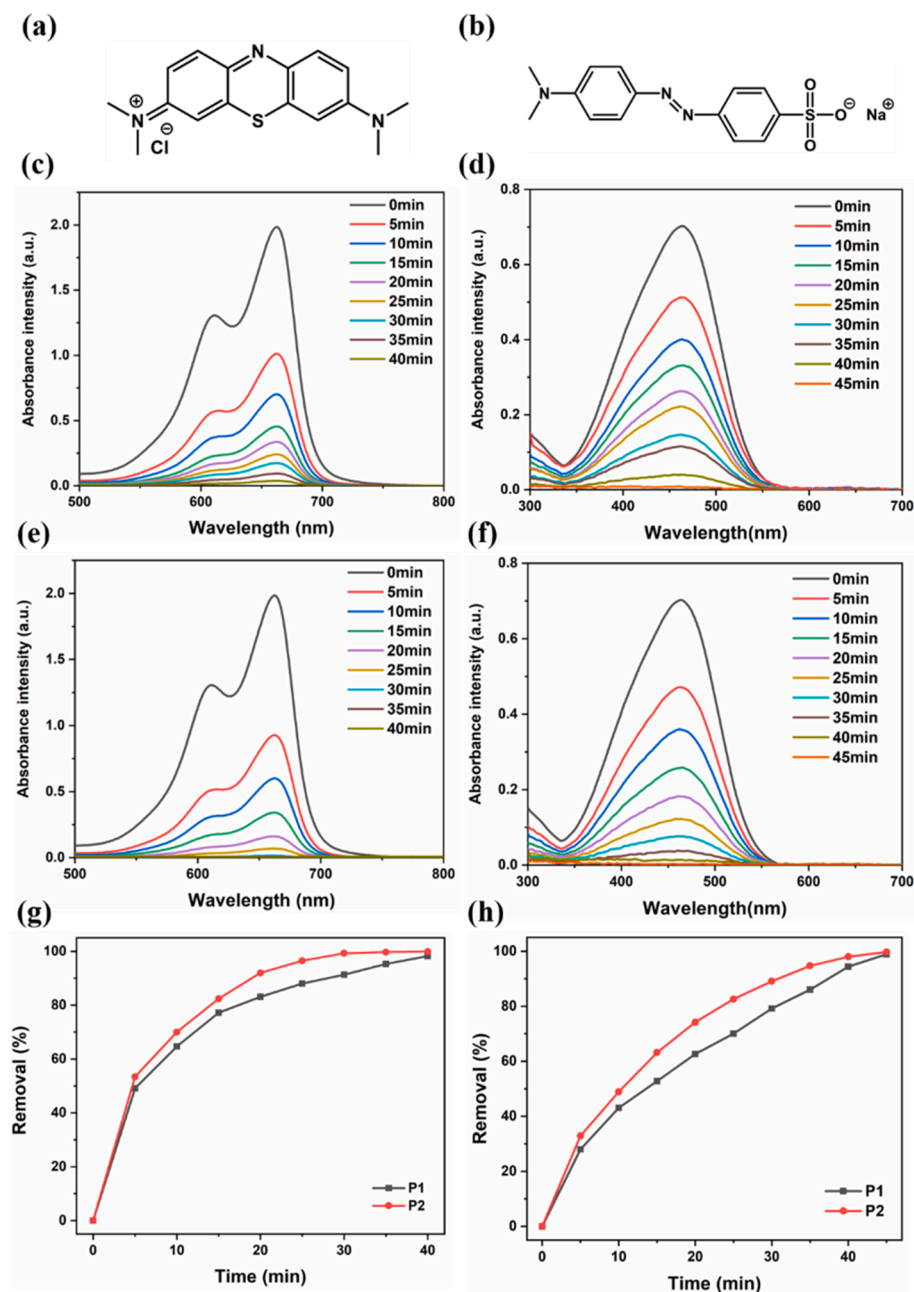 (a)
(b)
N
N
⊕
Cl
⊖
S
N
N
N
N
O
S
O
O
⊖
Na
⊕
(c)
2.0
1.5
1.0
0.5
0.0
500
600
700
800
Absorbance intensity (a.u.)
Wavelength (nm)
0min
5min
10min
15min
20min
25min
30min
35min
40min
(d)
0.8
0.6
0.4
0.2
0.0
300
400
500
600
700
Absorbance intensity (a.u.)
Wavelength(nm)
0min
5min
10min
15min
20min
25min
30min
35min
40min
45min
(e)
2.0
1.5
1.0
0.5
0.0
500
600
700
800
Absorbance intensity (a.u.)
Wavelength (nm)
0min
5min
10min
15min
20min
25min
30min
35min
40min
(f)
0.8
0.6
0.4
0.2
0.0
300
400
500
600
700
Absorbance intensity (a.u.)
Wavelength(nm)
0min
5min
10min
15min
20min
25min
30min
35min
40min
45min
(g)
100
80
60
40
20
0
0
10
20
30
40
Removal (%)
Time (min)
P1
P2
(h)
100
80
60
40
20
0
0
10
20
30
40
Removal (%)
Time (min)
P1
P2